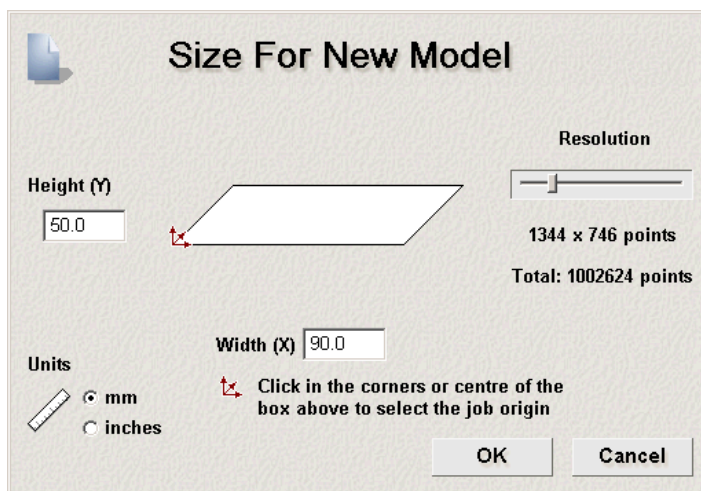 Size For New Model
Resolution
Height (Y)
50.0
1344 x 746 points
Total: 1002624 points
Width (X) 90.0
Units
mm
inches
Click in the corners or centre of the
box above to select the job origin
OK
Cancel